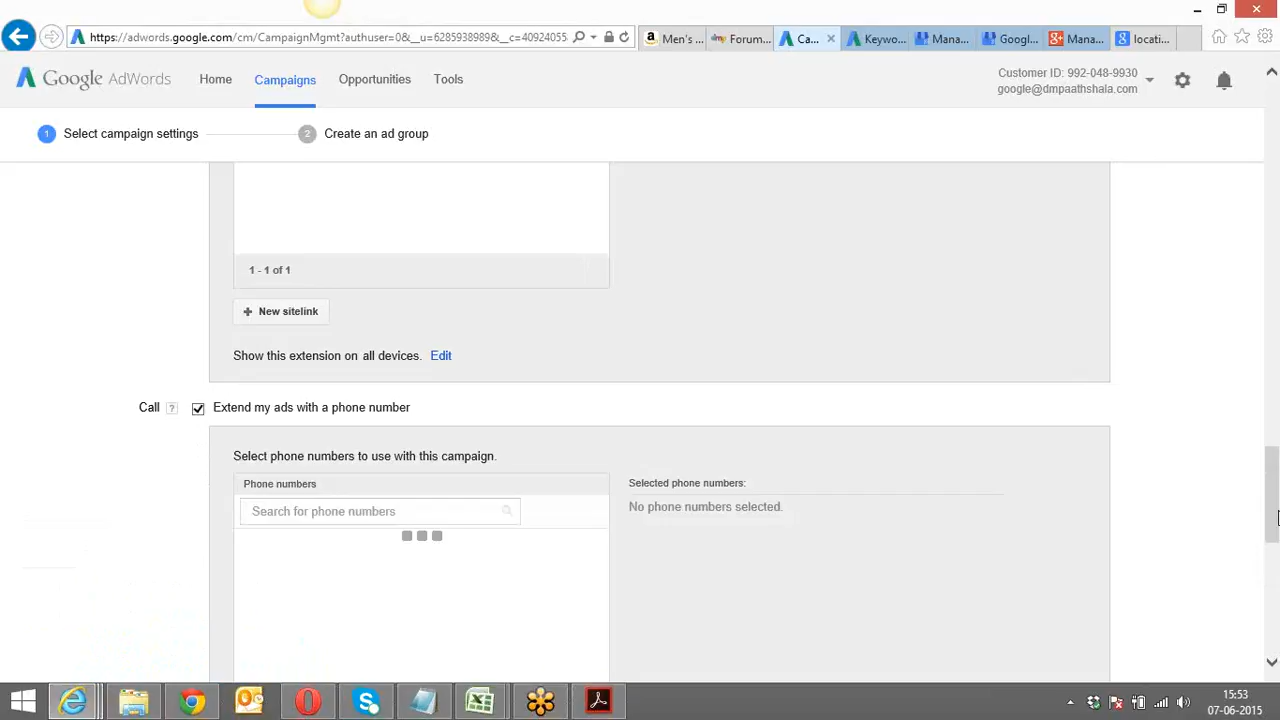 https://adwords.google.com/cm/CampaignMgmt?authuser=0&__u=6285938989&__c=40924055
Men's ...
Forum...
Ca...
Keywo...
Mana...
Googl...
Mana...
locati...
Google AdWords
Home
Campaigns
Opportunities
Tools
Customer ID: 992-048-9930
google@dmpaathshala.com
1 Select campaign settings
2 Create an ad group
1 - 1 of 1
+ New sitelink
Show this extension on all devices. Edit
Call ? Extend my ads with a phone number
Select phone numbers to use with this campaign.
Phone numbers
Selected phone numbers:
Search for phone numbers
No phone numbers selected.
15:53
07-06-2015